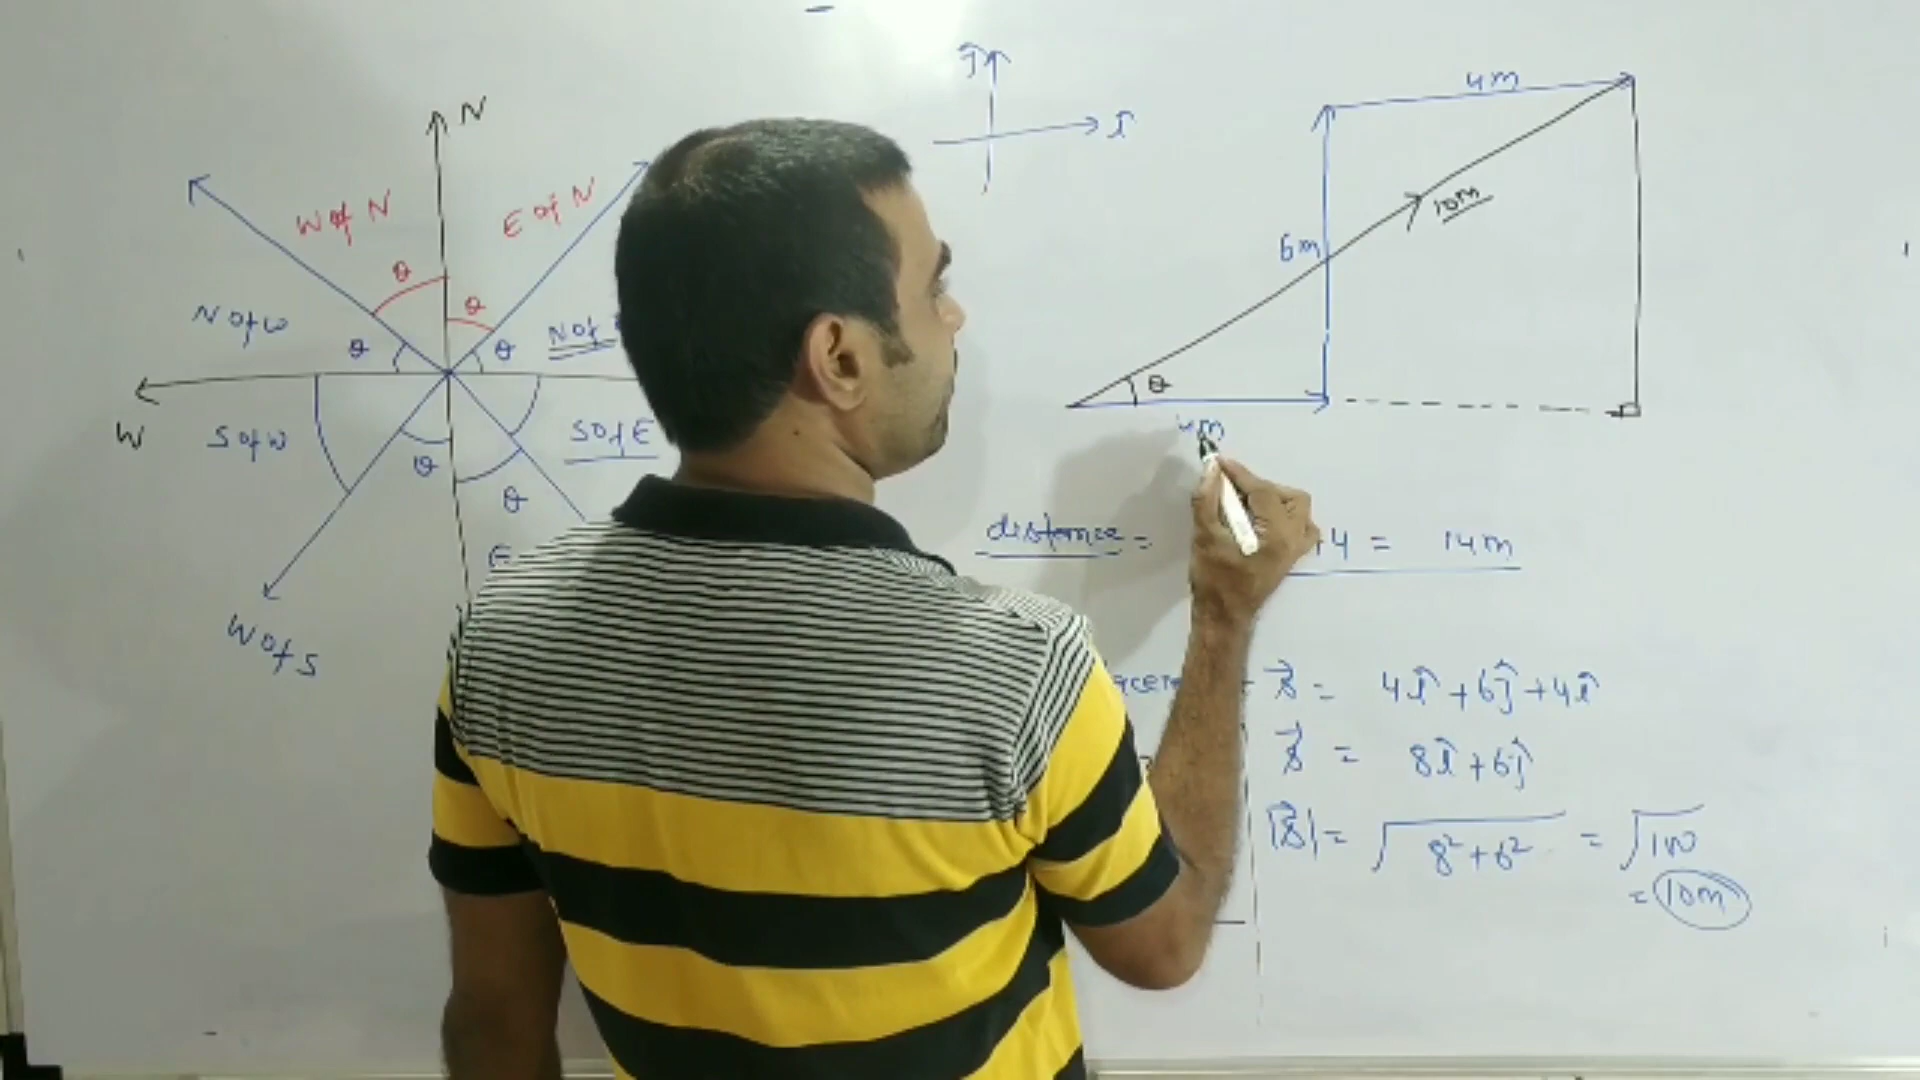 N
W of N
E of N
θ
θ
N of W
θ
θ
N of
W
S of W
S of E
θ
θ
E
W of S
ĵ
î
4m
10m
6m
θ
4m
distance =
+4 = 14m
s⃗ = 4î + 6ĵ + 4î
s⃗ = 8î + 6ĵ
|s⃗| = √8² + 6² = √100
= 10m